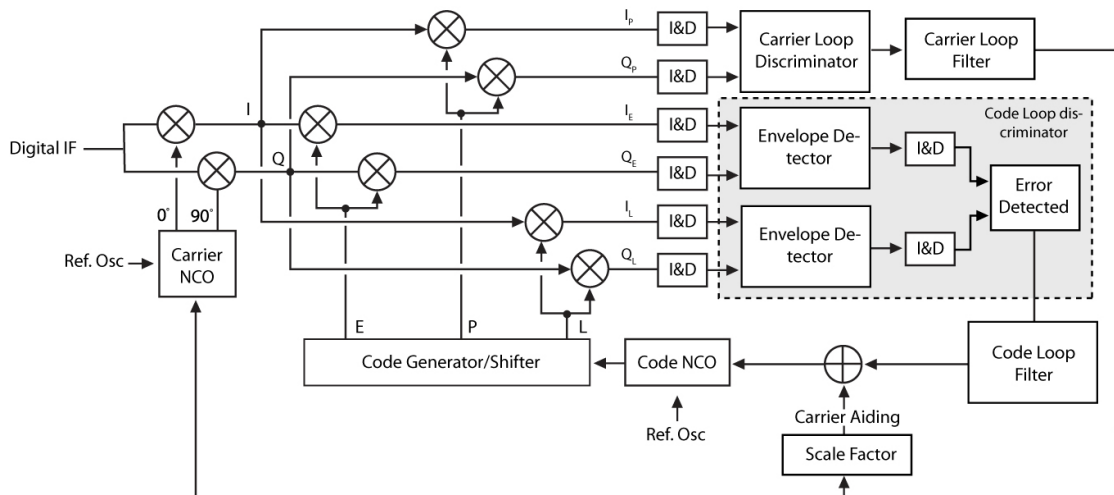 I_P
I&D
Carrier Loop
Discriminator
Carrier Loop
Filter
Q_P
I&D
Digital IF
I
I_E
I&D
Envelope De-
tector
I&D
Code Loop dis-
criminator
Q
Q_E
I&D
Error
Detected
0°
90°
I_L
I&D
Envelope De-
tector
I&D
Ref. Osc
Carrier
NCO
Q_L
I&D
E
P
L
Code Generator/Shifter
Code NCO
Code Loop
Filter
Ref. Osc
Carrier Aiding
Scale Factor